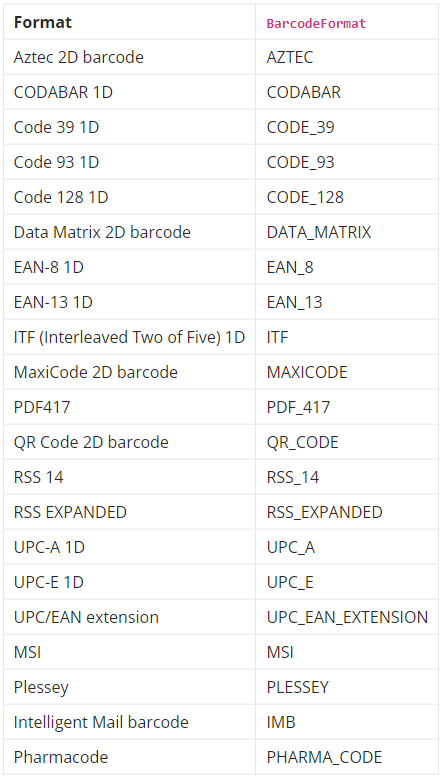 Format BarcodeFormat
Aztec 2D barcode AZTEC
CODABAR 1D CODABAR
Code 39 1D CODE_39
Code 93 1D CODE_93
Code 128 1D CODE_128
Data Matrix 2D barcode DATA_MATRIX
EAN-8 1D EAN_8
EAN-13 1D EAN_13
ITF (Interleaved Two of Five) 1D ITF
MaxiCode 2D barcode MAXICODE
PDF417 PDF_417
QR Code 2D barcode QR_CODE
RSS 14 RSS_14
RSS EXPANDED RSS_EXPANDED
UPC-A 1D UPC_A
UPC-E 1D UPC_E
UPC/EAN extension UPC_EAN_EXTENSION
MSI MSI
Plessey PLESSEY
Intelligent Mail barcode IMB
Pharmacode PHARMA_CODE